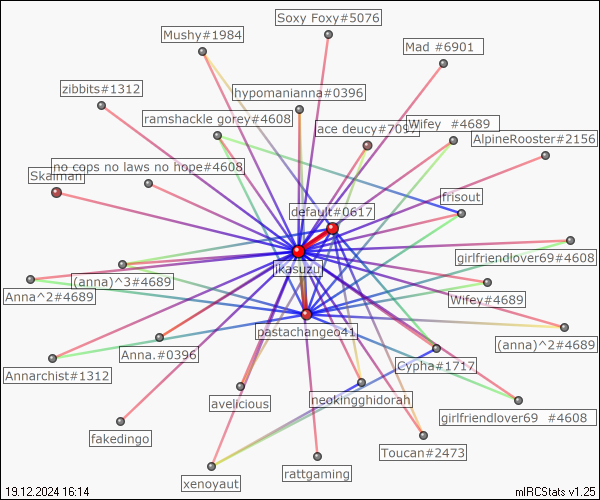 Soxy Foxy#5076
Mushy#1984
Mad #6901
zibbits#1312
hypomanianna#0396
ramshackle gorey#4608
ace deucy#7097
Wifey #4689
AlpineRooster#2156
no cops no laws no hope#4608
Skaiman
frisout
default#0617
girlfriendlover69#4608
jkasuzu
(anna)^3#4689
Anna^2#4689
Wifey#4689
pastachange041
(anna)^2#4689
Anna.#0396
Cypha#1717
Annarchist#1312
avelicious
neokingghidorah
girlfriendlover69 #4608
fakedingo
Toucan#2473
rattgaming
xenoyaut
19.12.2024 16:14
mIRCStats v1.25